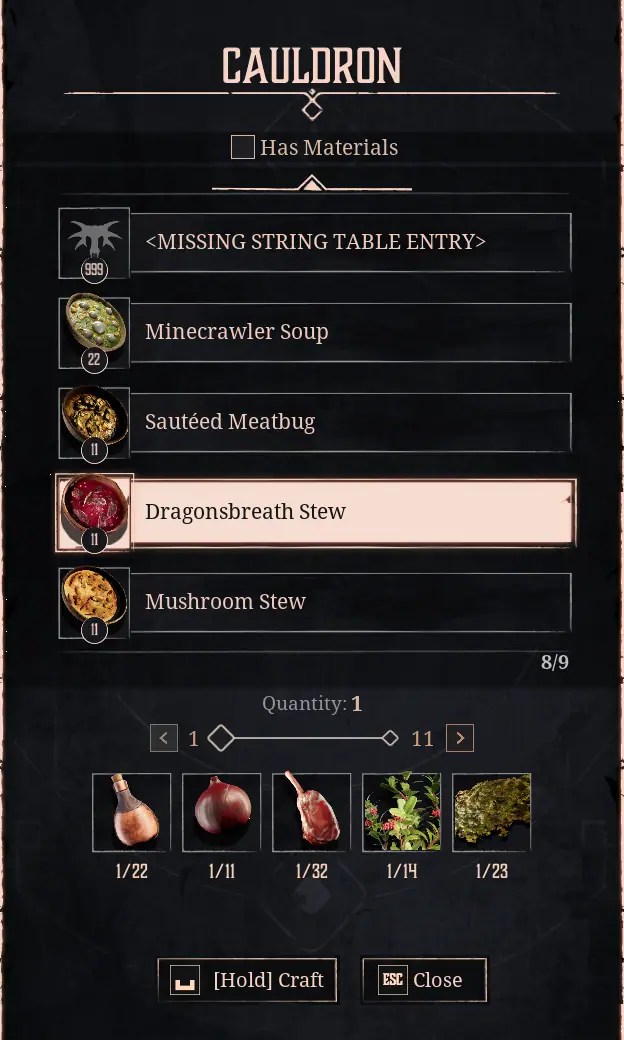 CAULDRON
Has Materials
<MISSING STRING TABLE ENTRY>
999
Minecrawler Soup
22
Sautéed Meatbug
11
Dragonsbreath Stew
11
Mushroom Stew
11
8/9
Quantity: 1
< 1 11 >
1/22 1/11 1/32 1/14 1/23
[Hold] Craft ESC Close